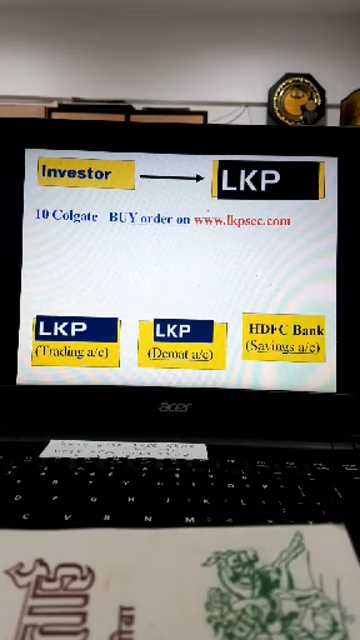 Investor
LKP
10 Colgate BUY order on www.lkpsec.com
LKP
(Trading a/c)
LKP
(Demat a/c)
HDFC Bank
(Savings a/c)
acer